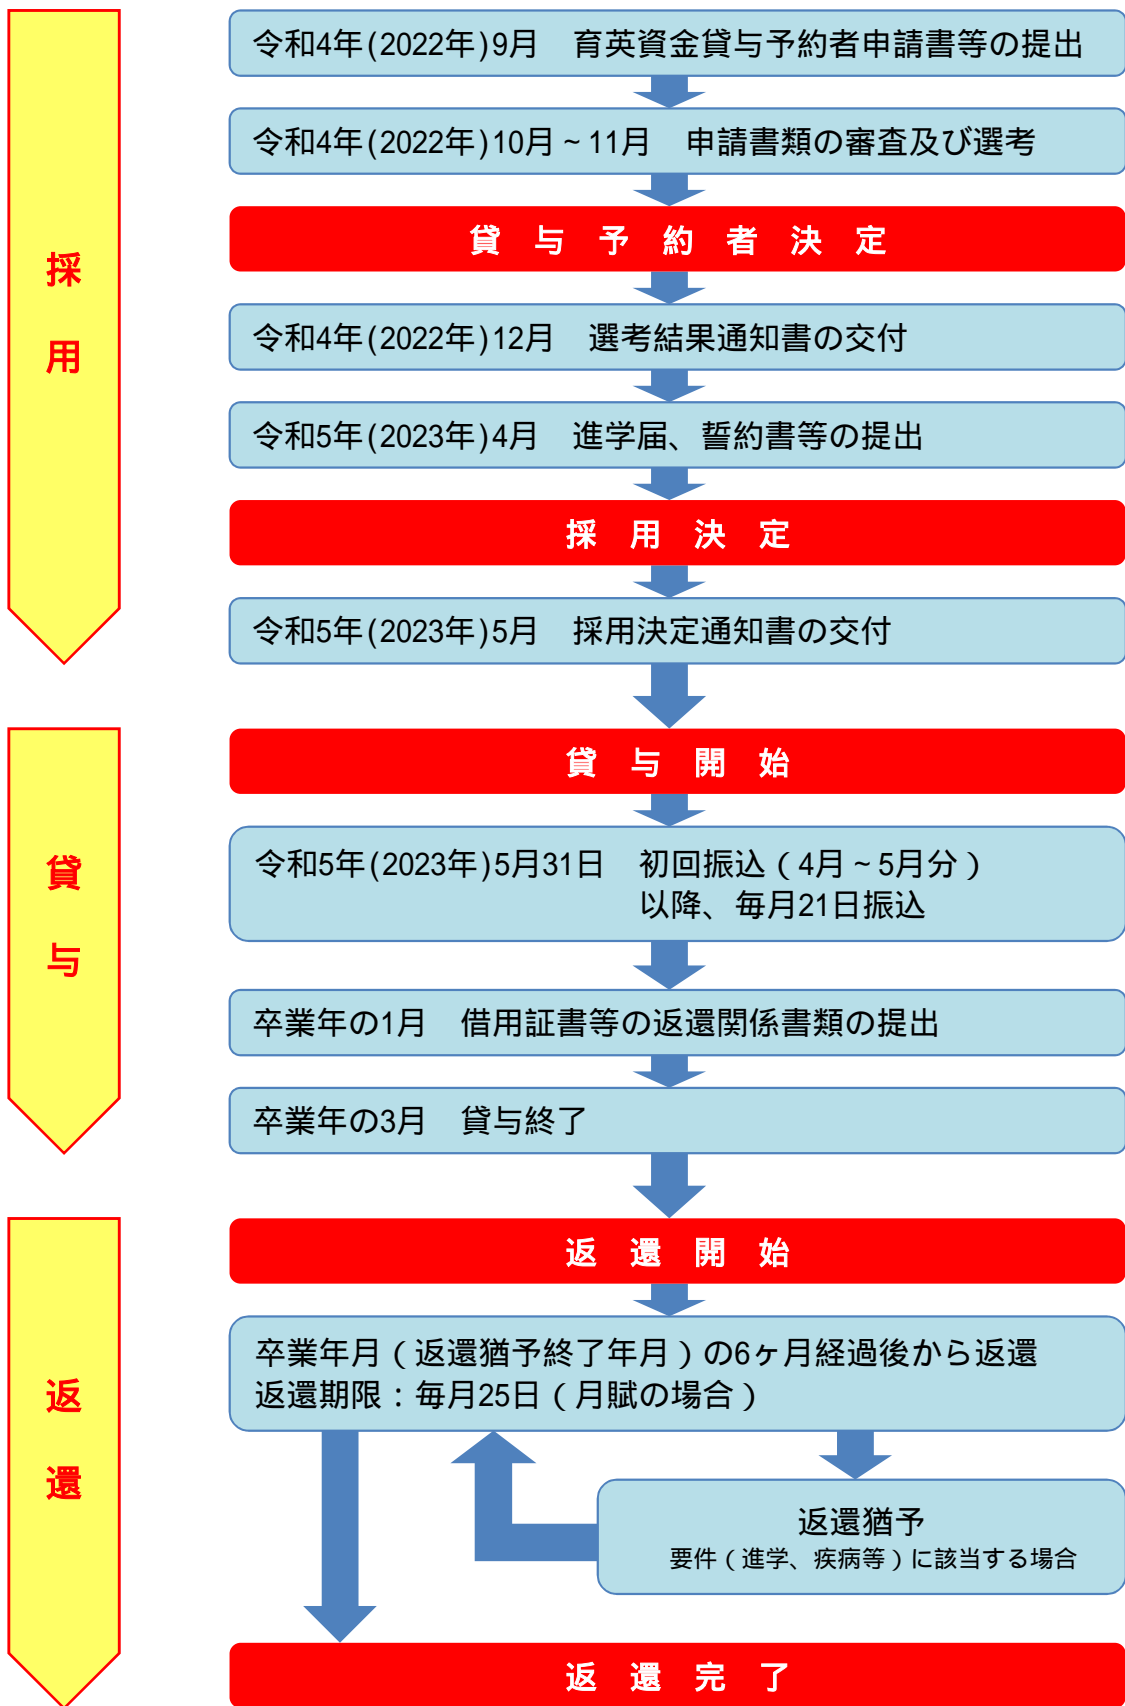 採用
令和4年(2022年)9月　育英資金貸与予約者申請書等の提出
令和4年(2022年)10月～11月　申請書類の審査及び選考
貸与予約者決定
令和4年(2022年)12月　選考結果通知書の交付
令和5年(2023年)4月　進学届、誓約書等の提出
採用決定
令和5年(2023年)5月　採用決定通知書の交付
貸与
貸与開始
令和5年(2023年)5月31日　初回振込（4月～5月分）
以降、毎月21日振込
卒業年の1月　借用証書等の返還関係書類の提出
卒業年の3月　貸与終了
返還
返還開始
卒業年月（返還猶予終了年月）の6ヶ月経過後から返還
返還期限：毎月25日（月賦の場合）
返還猶予
要件（進学、疾病等）に該当する場合
返還完了